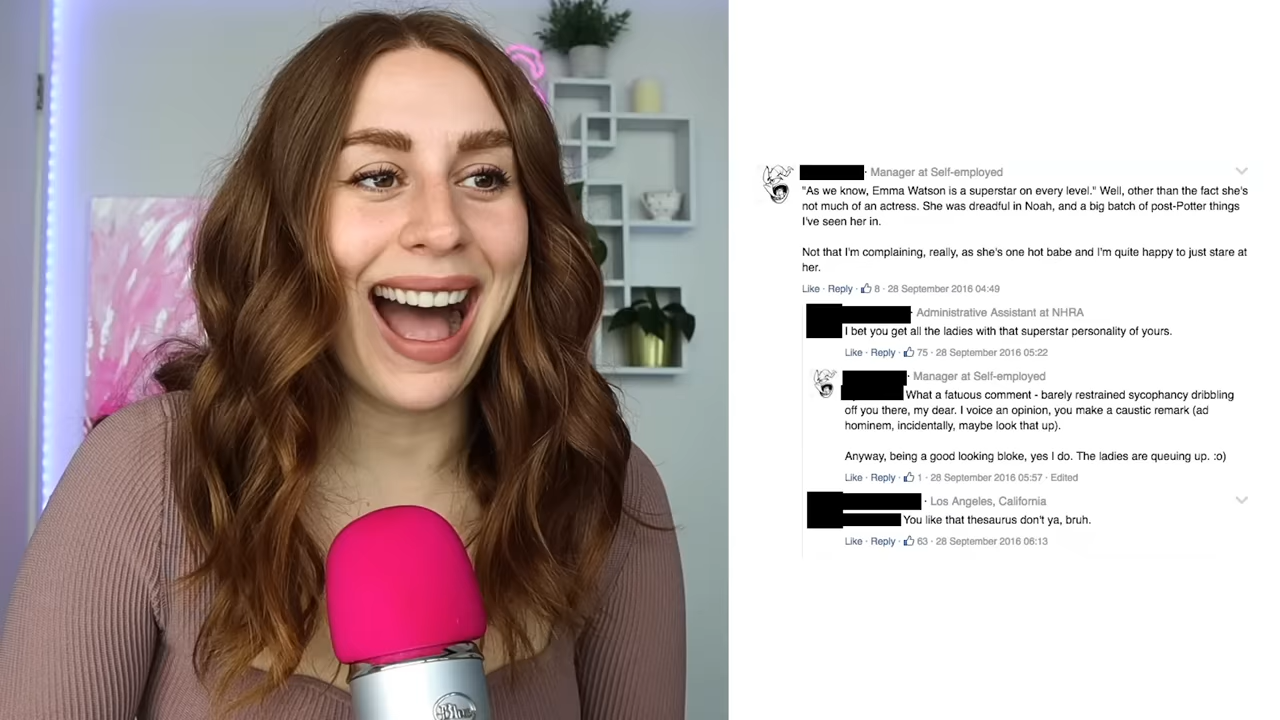 Manager at Self-employed
"As we know, Emma Watson is a superstar on every level." Well, other than the fact she's
not much of an actress. She was dreadful in Noah, and a big batch of post-Potter things
I've seen her in.
Not that I'm complaining, really, as she's one hot babe and I'm quite happy to just stare at
her.
Like · Reply · 8 · 28 September 2016 04:49
· Administrative Assistant at NHRA
I bet you get all the ladies with that superstar personality of yours.
Like · Reply · 75 · 28 September 2016 05:22
· Manager at Self-employed
What a fatuous comment - barely restrained sycophancy dribbling
off you there, my dear. I voice an opinion, you make a caustic remark (ad
hominem, incidentally, maybe look that up).
Anyway, being a good looking bloke, yes I do. The ladies are queuing up. :o)
Like · Reply · 1 · 28 September 2016 05:57 · Edited
· Los Angeles, California
You like that thesaurus don't ya, bruh.
Like · Reply · 63 · 28 September 2016 06:13
Blue